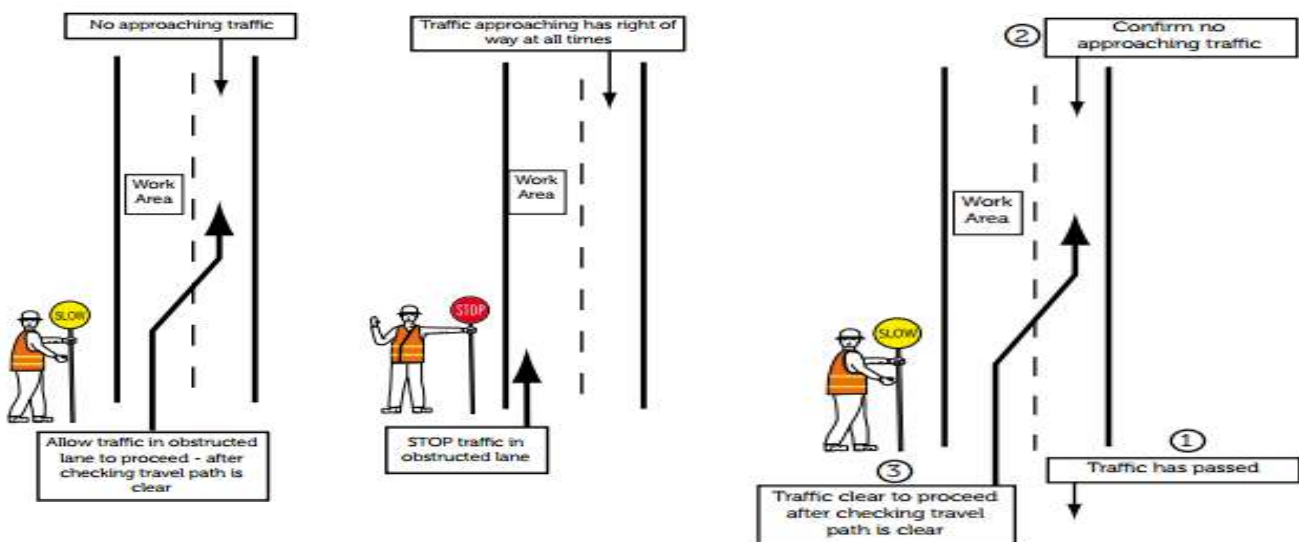 No approaching traffic
Work
Area
SLOW
Allow traffic in obstructed
lane to proceed - after
checking travel path is
clear
Traffic approaching has right of
way at all times
Work
Area
STOP
STOP traffic in
obstructed lane
2
Confirm no
approaching traffic
Work
Area
SLOW
1
Traffic has passed
3
Traffic clear to proceed
after checking travel
path is clear